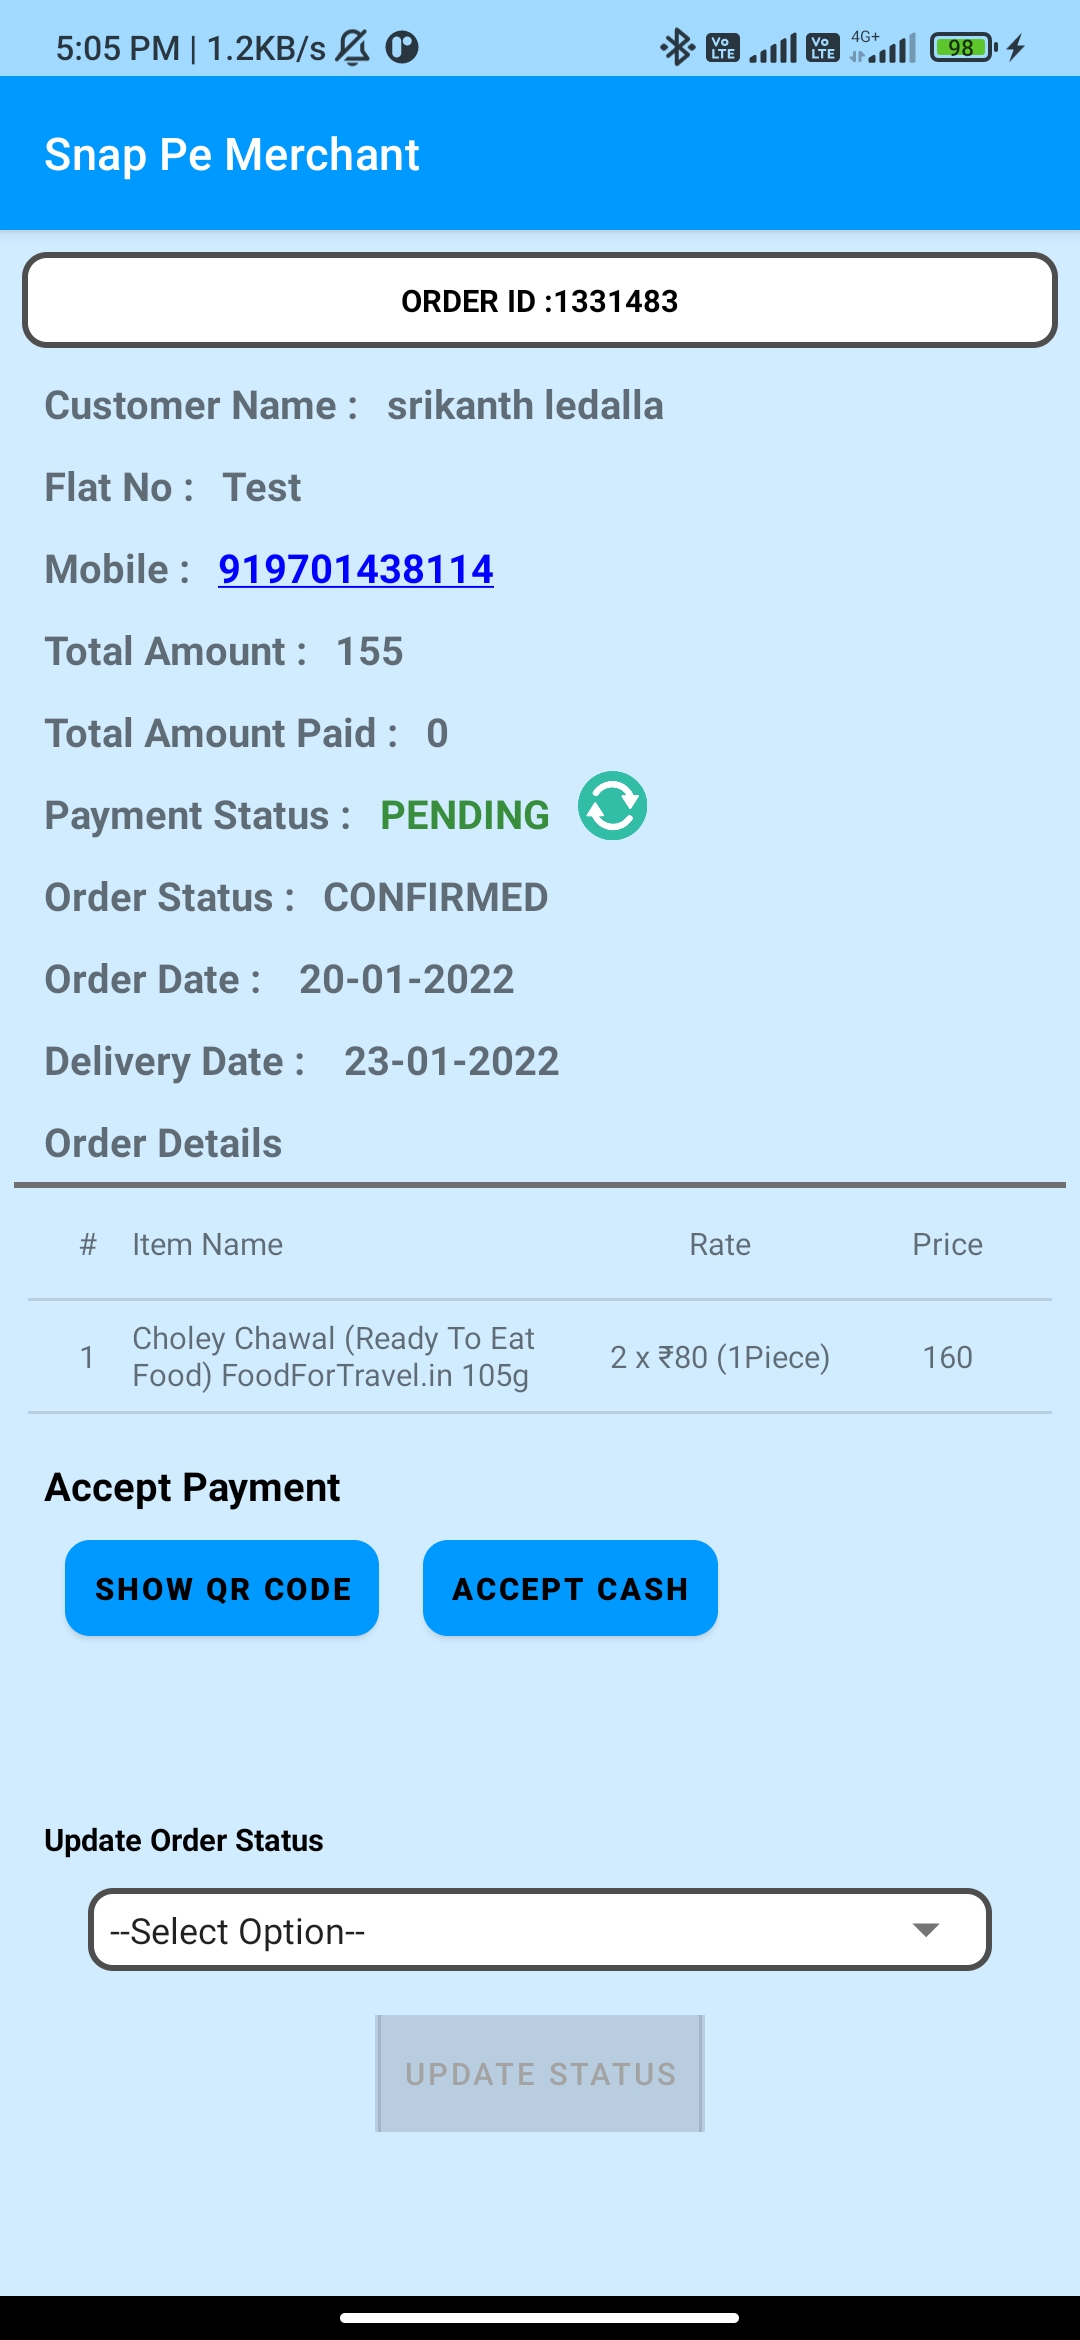 5:05 PM | 1.2KB/s
Vo LTE Vo LTE 4G+ 98
Snap Pe Merchant
ORDER ID :1331483
Customer Name : srikanth ledalla
Flat No : Test
Mobile : 919701438114
Total Amount : 155
Total Amount Paid : 0
Payment Status : PENDING
Order Status : CONFIRMED
Order Date : 20-01-2022
Delivery Date : 23-01-2022
Order Details
# Item Name Rate Price
1 Choley Chawal (Ready To Eat
Food) FoodForTravel.in 105g 2 x ₹80 (1Piece) 160
Accept Payment
SHOW QR CODE ACCEPT CASH
Update Order Status
--Select Option--
UPDATE STATUS